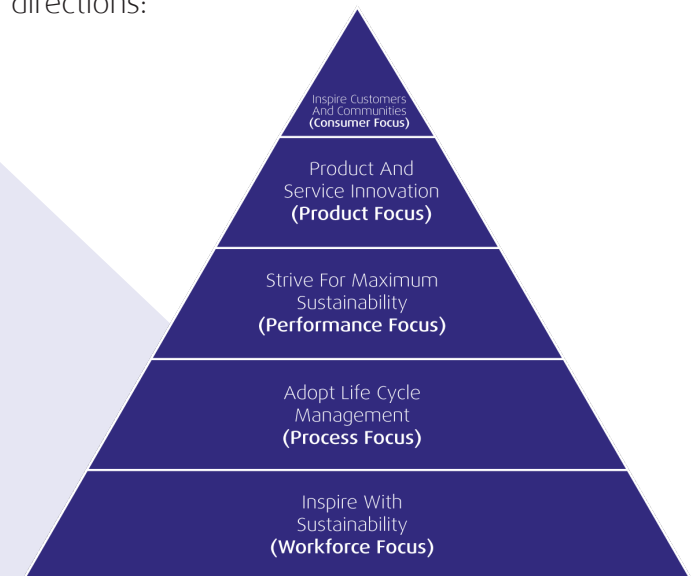 directions:
Inspire Customers
And Communities
(Consumer Focus)
Product And
Service Innovation
(Product Focus)
Strive For Maximum
Sustainability
(Performance Focus)
Adopt Life Cycle
Management
(Process Focus)
Inspire With
Sustainability
(Workforce Focus)